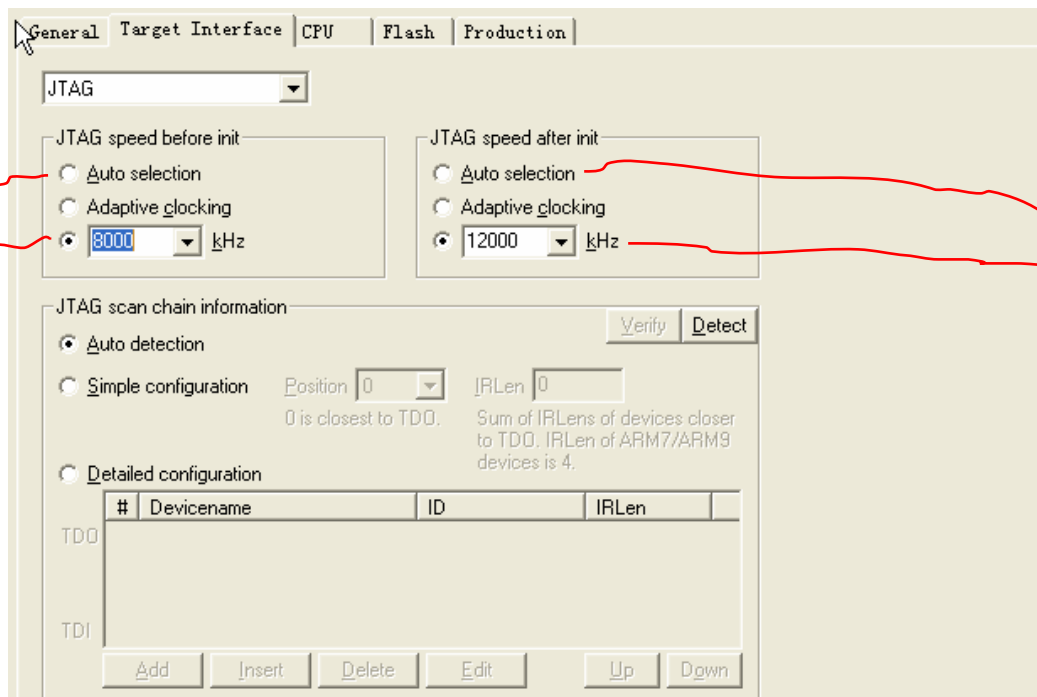 General Target Interface CPU Flash Production
JTAG
JTAG speed before init
Auto selection
Adaptive clocking
8000 kHz
JTAG speed after init
Auto selection
Adaptive clocking
12000 kHz
JTAG scan chain information
Verify Detect
Auto detection
Simple configuration Position 0 IRLen 0
0 is closest to TDO.
Sum of IRLens of devices closer
to TDO. IRLen of ARM7/ARM9
devices is 4.
Detailed configuration
# Devicename ID IRLen
TDO
TDI
Add Insert Delete Edit Up Down